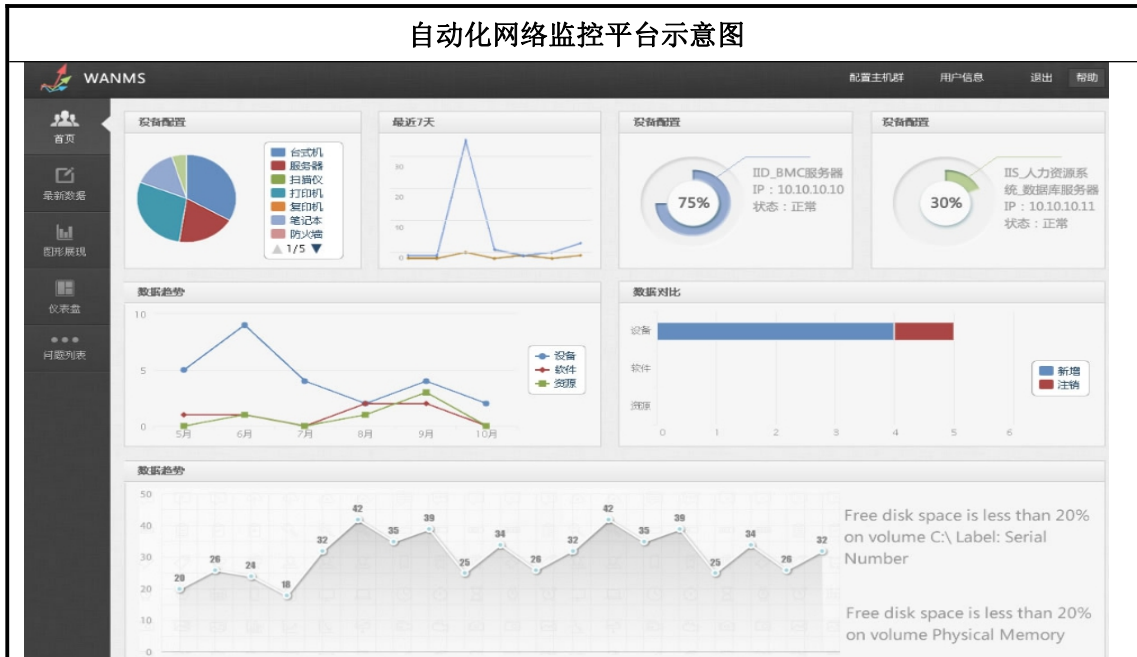 自动化网络监控平台示意图
WANMS
配置主机群 用户信息 退出 帮助
首页
最新数据
图形展现
仪表盘
问题列表
设备配置
台式机
服务器
扫描仪
打印机
复印机
笔记本
防火墙
1/5
最近7天
30
20
10
0
设备配置
75%
IID_BMC服务器
IP：10.10.10.10
状态：正常
设备配置
30%
IIS_人力资源系
统_数据库服务器
IP：10.10.10.11
状态：正常
数据趋势
10
5
0
5月 6月 7月 8月 9月 10月
设备
软件
资源
数据对比
设备
软件
资源
0 1 2 3 4 5 6
新增
注销
数据趋势
50
40
30
20
10
0
20 26 24 18 32 42 35 39 25 34 26 32 42 35 39 25 34 26 32
Free disk space is less than 20%
on volume C:\ Label: Serial
Number
Free disk space is less than 20%
on volume Physical Memory